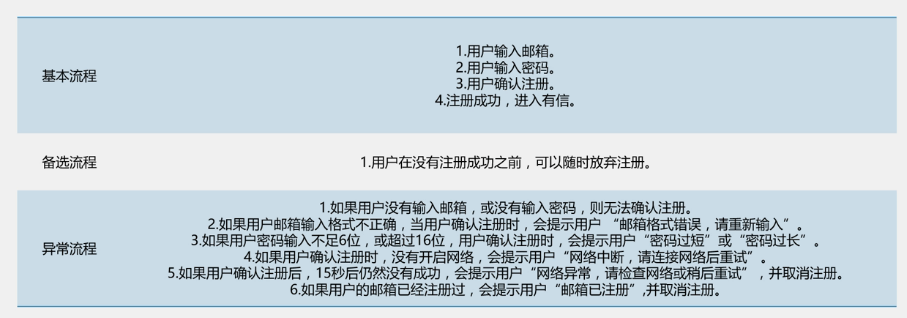 基本流程
1.用户输入邮箱。
2.用户输入密码。
3.用户确认注册。
4.注册成功，进入有信。
备选流程
1.用户在没有注册成功之前，可以随时放弃注册。
异常流程
1.如果用户没有输入邮箱，或没有输入密码，则无法确认注册。
2.如果用户邮箱输入格式不正确，当用户确认注册时，会提示用户 “邮箱格式错误，请重新输入”。
3.如果用户密码输入不足6位，或超过16位，用户确认注册时，会提示用户“密码过短”或“密码过长”。
4.如果用户确认注册时，没有开启网络，会提示用户“网络中断，请连接网络后重试”。
5.如果用户确认注册后，15秒后仍然没有成功，会提示用户“网络异常，请检查网络或稍后重试”，并取消注册。
6.如果用户的邮箱已经注册过，会提示用户“邮箱已注册”,并取消注册。